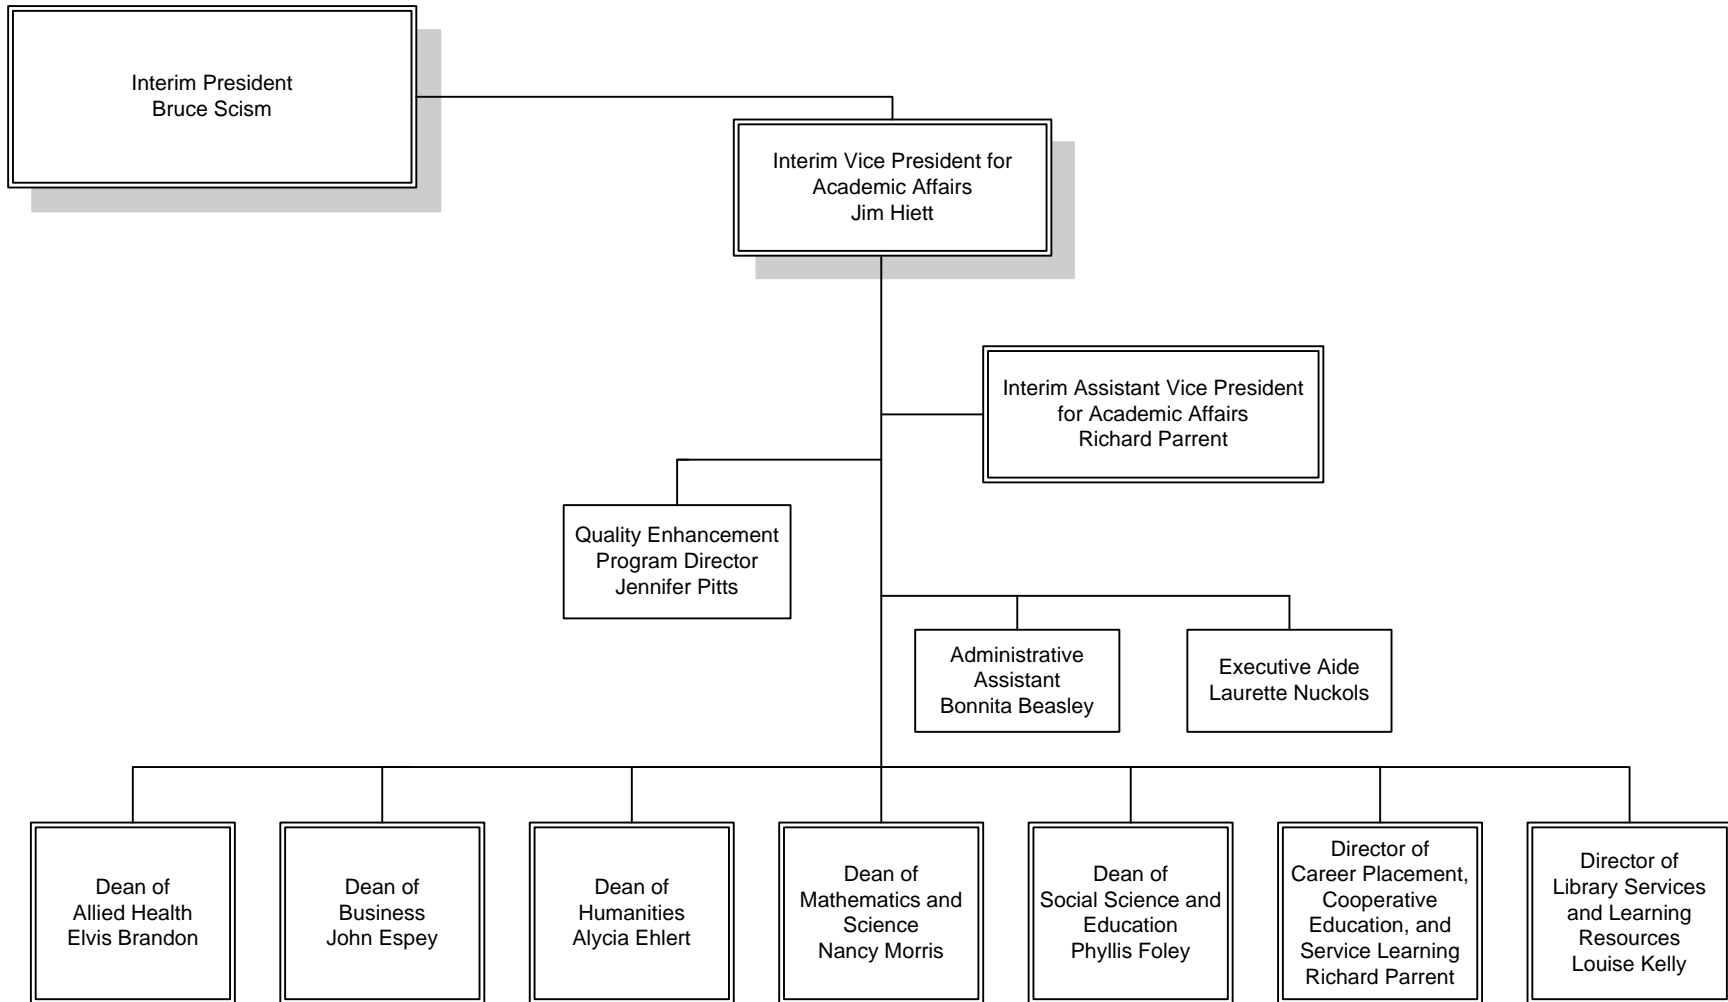 Interim President
Bruce Scism
Interim Vice President for
Academic Affairs
Jim Hiett
Interim Assistant Vice President
for Academic Affairs
Richard Parrent
Quality Enhancement
Program Director
Jennifer Pitts
Administrative
Assistant
Bonnita Beasley
Executive Aide
Laurette Nuckols
Dean of
Allied Health
Elvis Brandon
Dean of
Business
John Espey
Dean of
Humanities
Alycia Ehlert
Dean of
Mathematics and
Science
Nancy Morris
Dean of
Social Science and
Education
Phyllis Foley
Director of
Career Placement,
Cooperative
Education, and
Service Learning
Richard Parrent
Director of
Library Services
and Learning
Resources
Louise Kelly